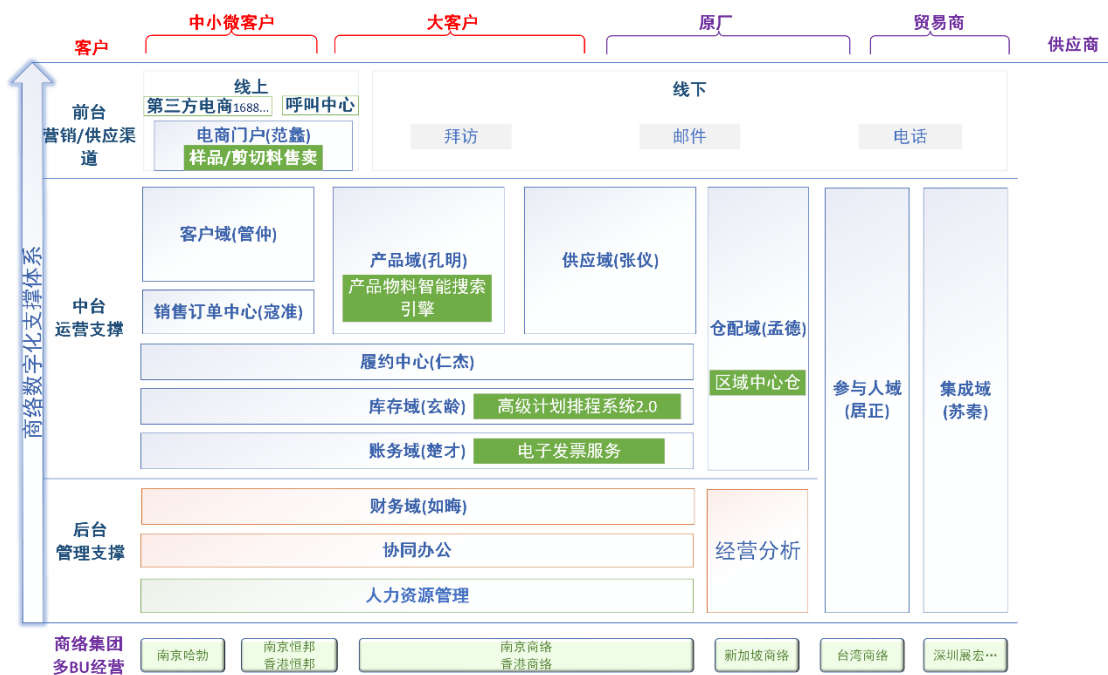 中小微客户
大客户
原厂
贸易商
客户
供应商
线上
线下
第三方电商1688...
呼叫中心
前台
营销/供应渠
道
电商门户(范蠡)
样品/剪切料售卖
拜访
邮件
电话
商络数字化支撑体系
中台
运营支撑
客户域(管仲)
产品域(孔明)
产品物料智能搜索
引擎
供应域(张仪)
销售订单中心(寇准)
仓配域(孟德)
区域中心仓
参与人域
(居正)
集成域
(苏秦)
履约中心(仁杰)
库存域(玄龄)
高级计划排程系统2.0
账务域(楚才)
电子发票服务
后台
管理支撑
财务域(如晦)
协同办公
人力资源管理
经营分析
商络集团
多BU经营
南京哈勃
南京恒邦
香港恒邦
南京商络
香港商络
新加坡商络
台湾商络
深圳展宏…